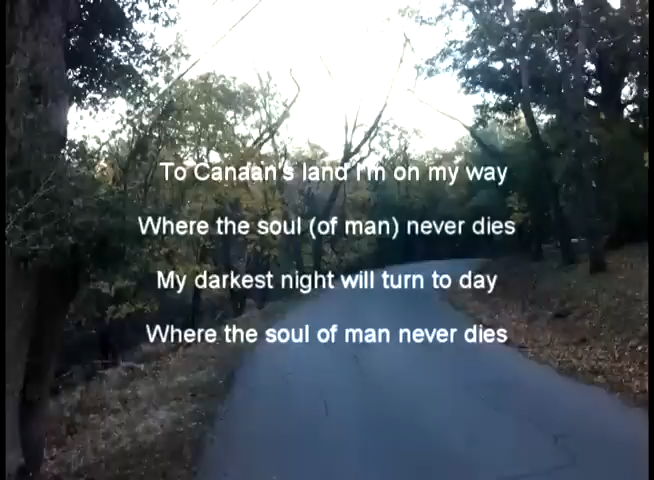 To Canaan's land I'm on my way
Where the soul (of man) never dies
My darkest night will turn to day
Where the soul of man never dies